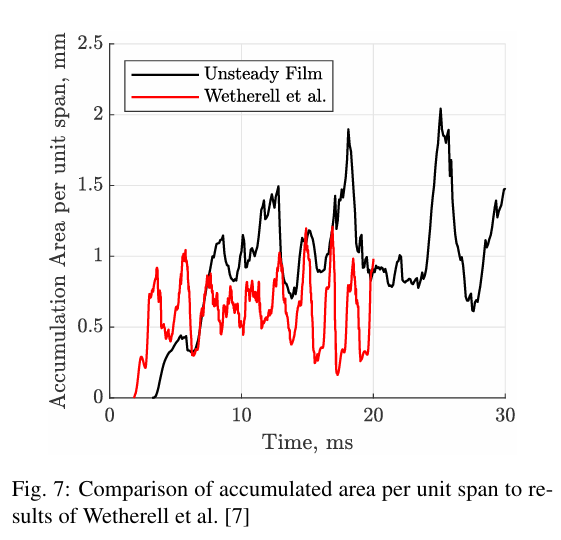 2.5
2
1.5
1
0.5
0
Accumulation Area per unit span, mm
Unsteady Film
Wetherell et al.
0 10 20 30
Time, ms
Fig. 7: Comparison of accumulated area per unit span to re-
sults of Wetherell et al. [7]